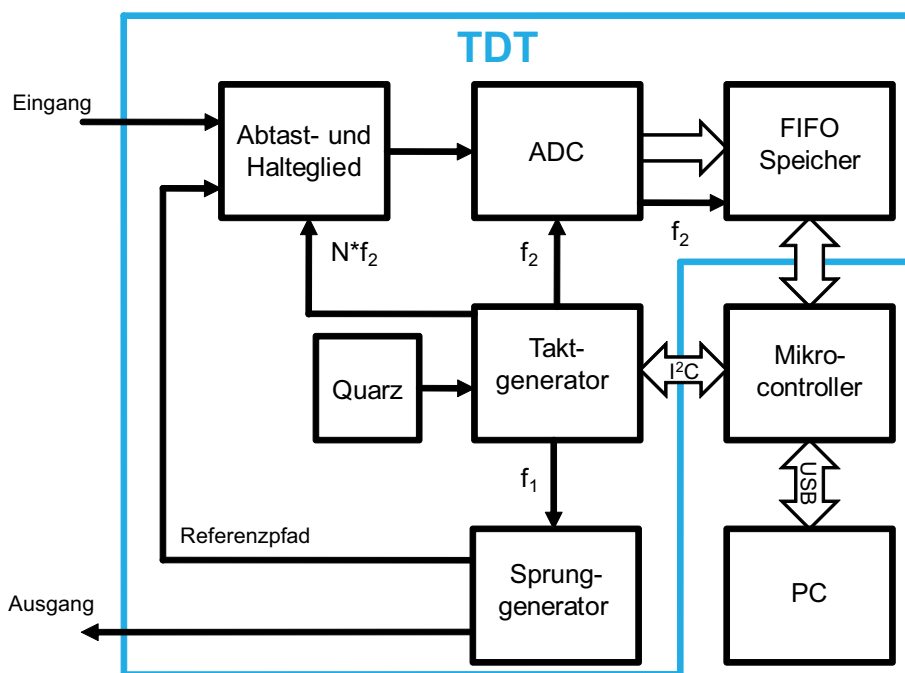 TDT
Eingang
Abtast- und
Halteglied
ADC
FIFO
Speicher
N*f₂
f₂
f₂
Quarz
Takt-
generator
I²C
Mikro-
controller
f₁
USB
Referenzpfad
Sprung-
generator
PC
Ausgang